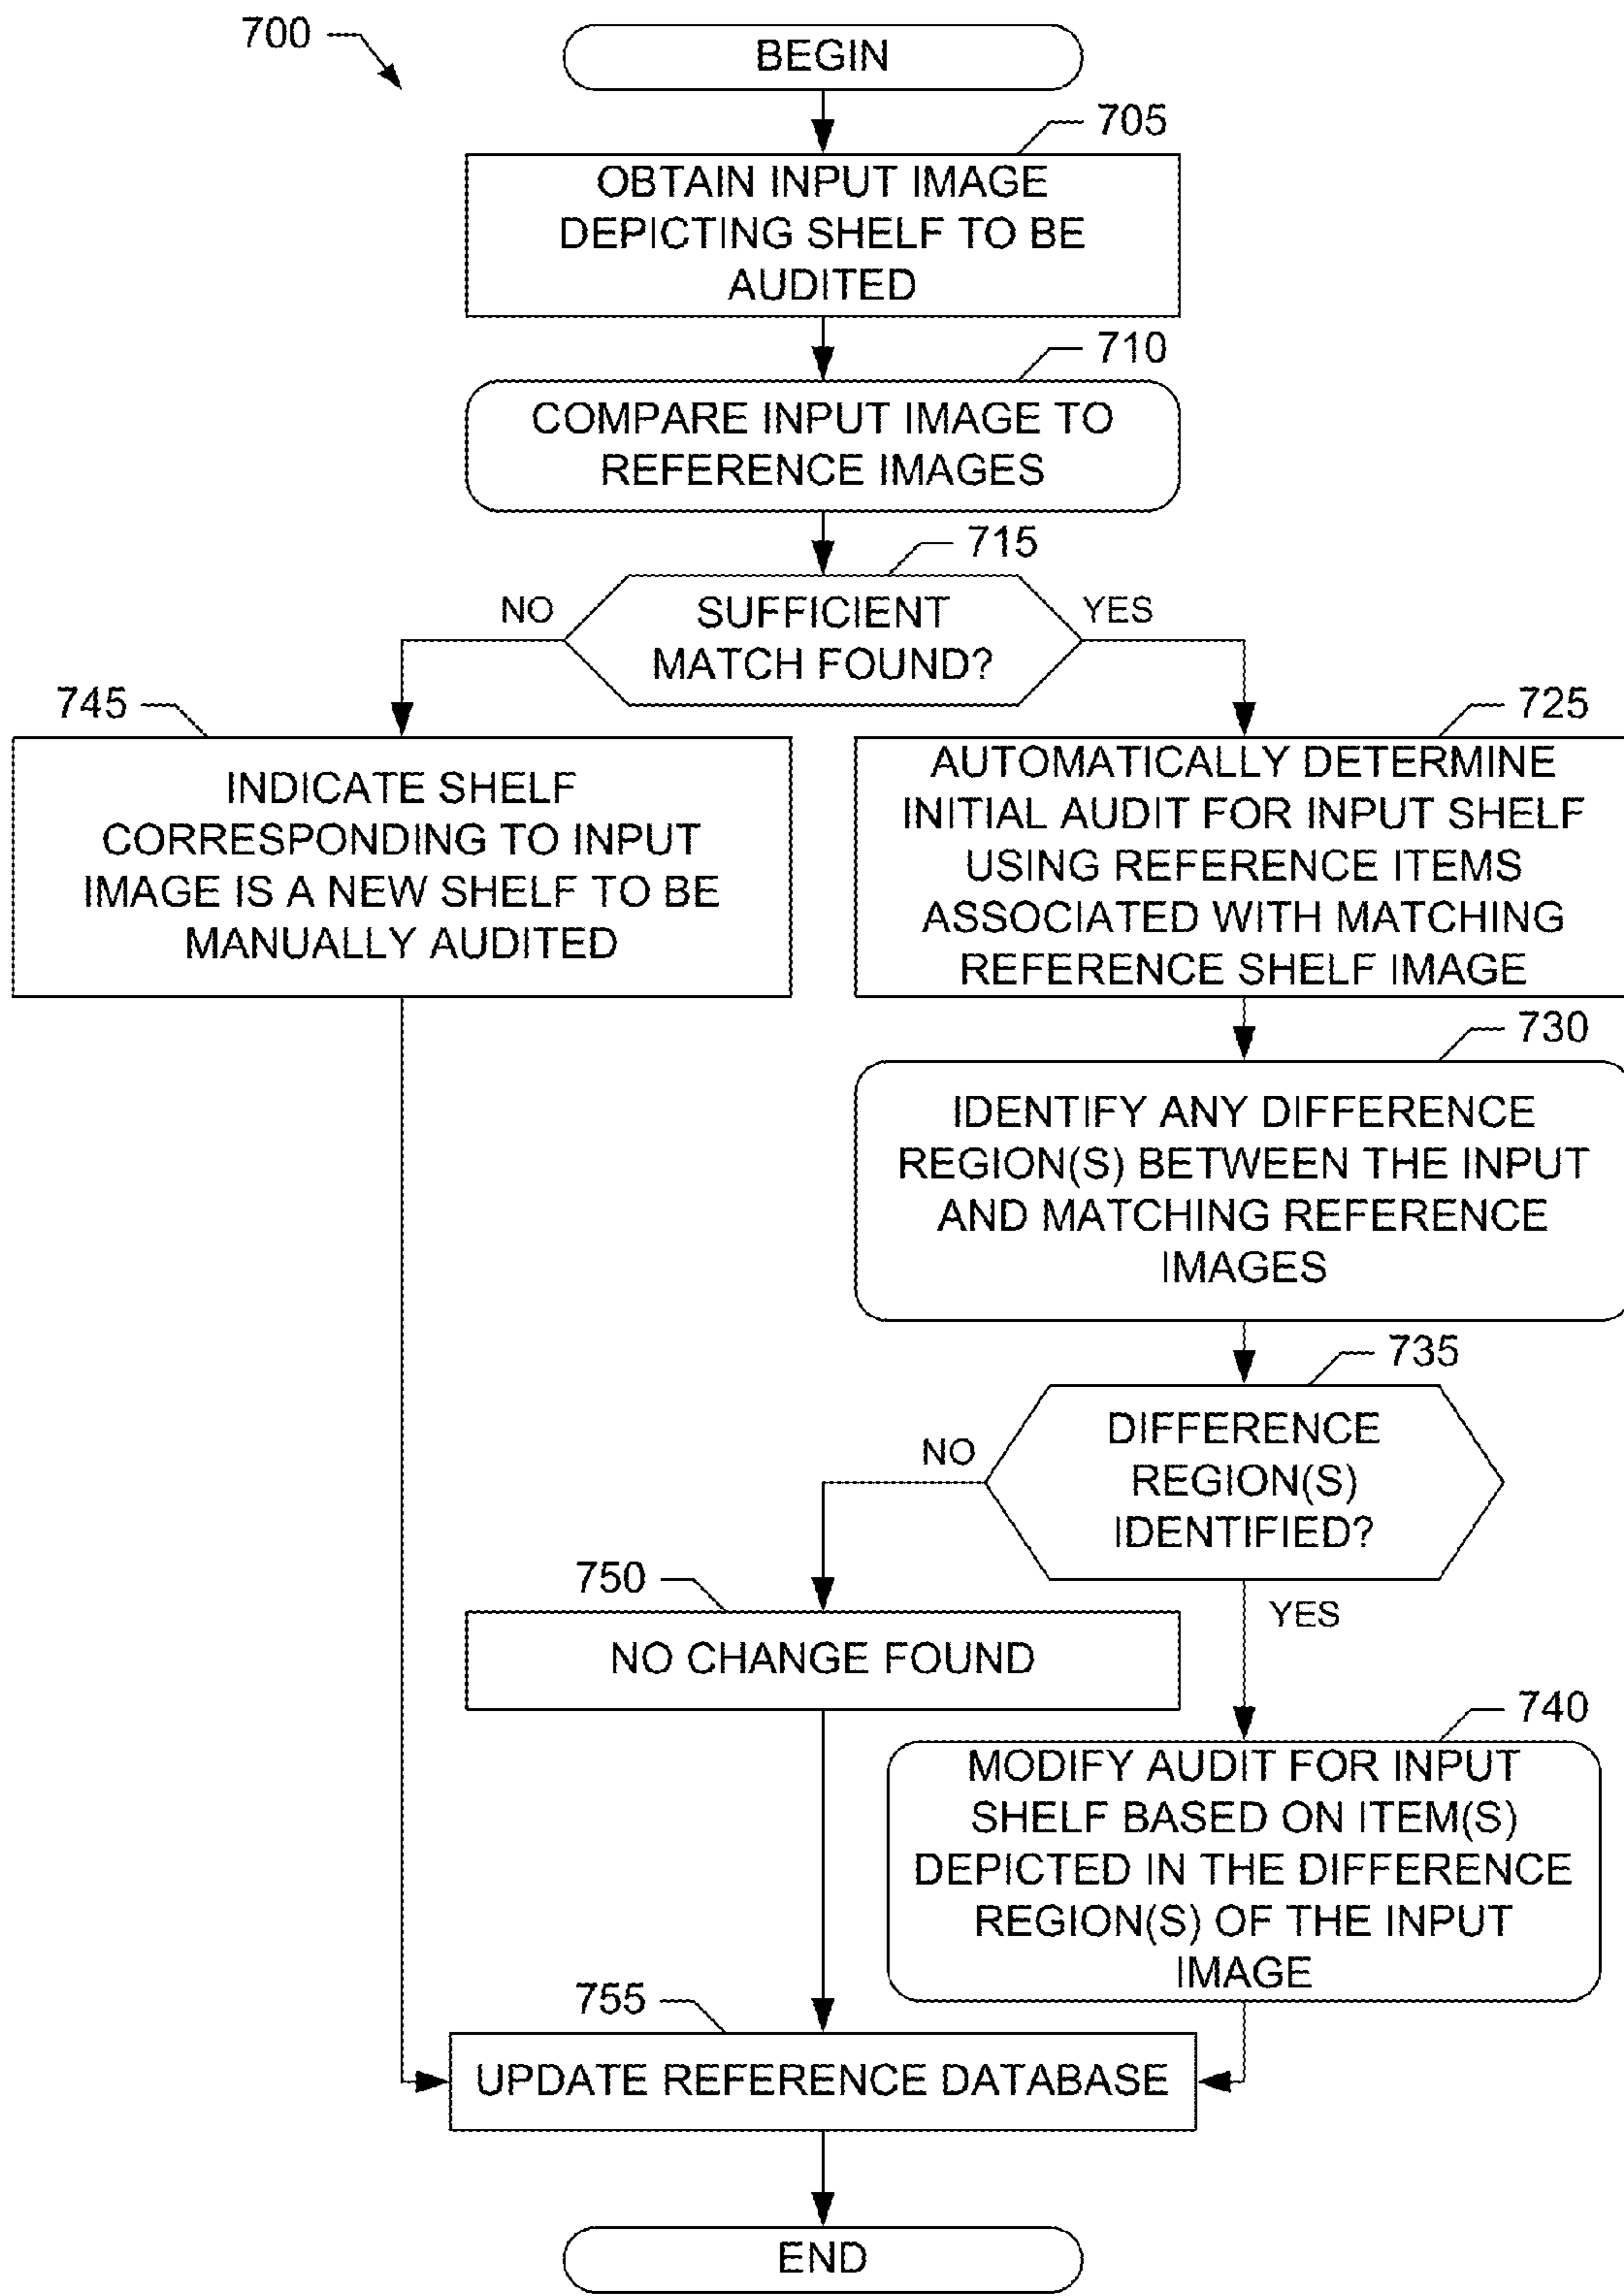 700
BEGIN
705
OBTAIN INPUT IMAGE
DEPICTING SHELF TO BE
AUDITED
710
COMPARE INPUT IMAGE TO
REFERENCE IMAGES
715
NO
SUFFICIENT
MATCH FOUND?
YES
745
INDICATE SHELF
CORRESPONDING TO INPUT
IMAGE IS A NEW SHELF TO BE
MANUALLY AUDITED
725
AUTOMATICALLY DETERMINE
INITIAL AUDIT FOR INPUT SHELF
USING REFERENCE ITEMS
ASSOCIATED WITH MATCHING
REFERENCE SHELF IMAGE
730
IDENTIFY ANY DIFFERENCE
REGION(S) BETWEEN THE INPUT
AND MATCHING REFERENCE
IMAGES
735
DIFFERENCE
REGION(S)
IDENTIFIED?
NO
YES
750
NO CHANGE FOUND
740
MODIFY AUDIT FOR INPUT
SHELF BASED ON ITEM(S)
DEPICTED IN THE DIFFERENCE
REGION(S) OF THE INPUT
IMAGE
755
UPDATE REFERENCE DATABASE
END